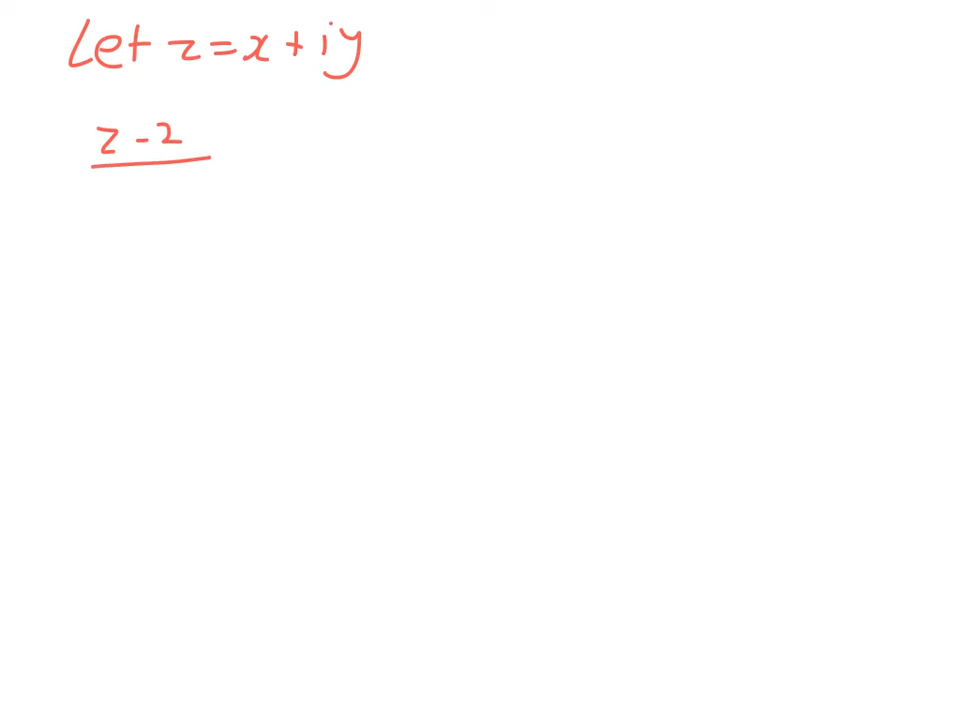 Let z = x + iy
z - 2